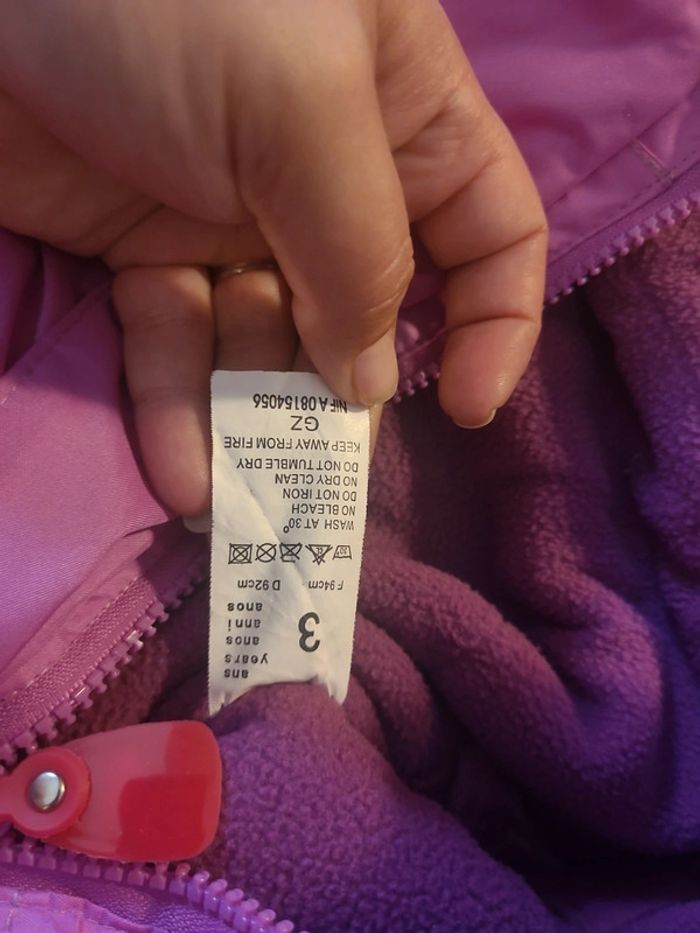 ans
years
anos
anni
anos
3
F 94cm - D 92cm
WASH AT 30°
NO BLEACH
DO NOT IRON
NO DRY CLEAN
DO NOT TUMBLE DRY
KEEP AWAY FROM FIRE
GZ
NIF A 08154056